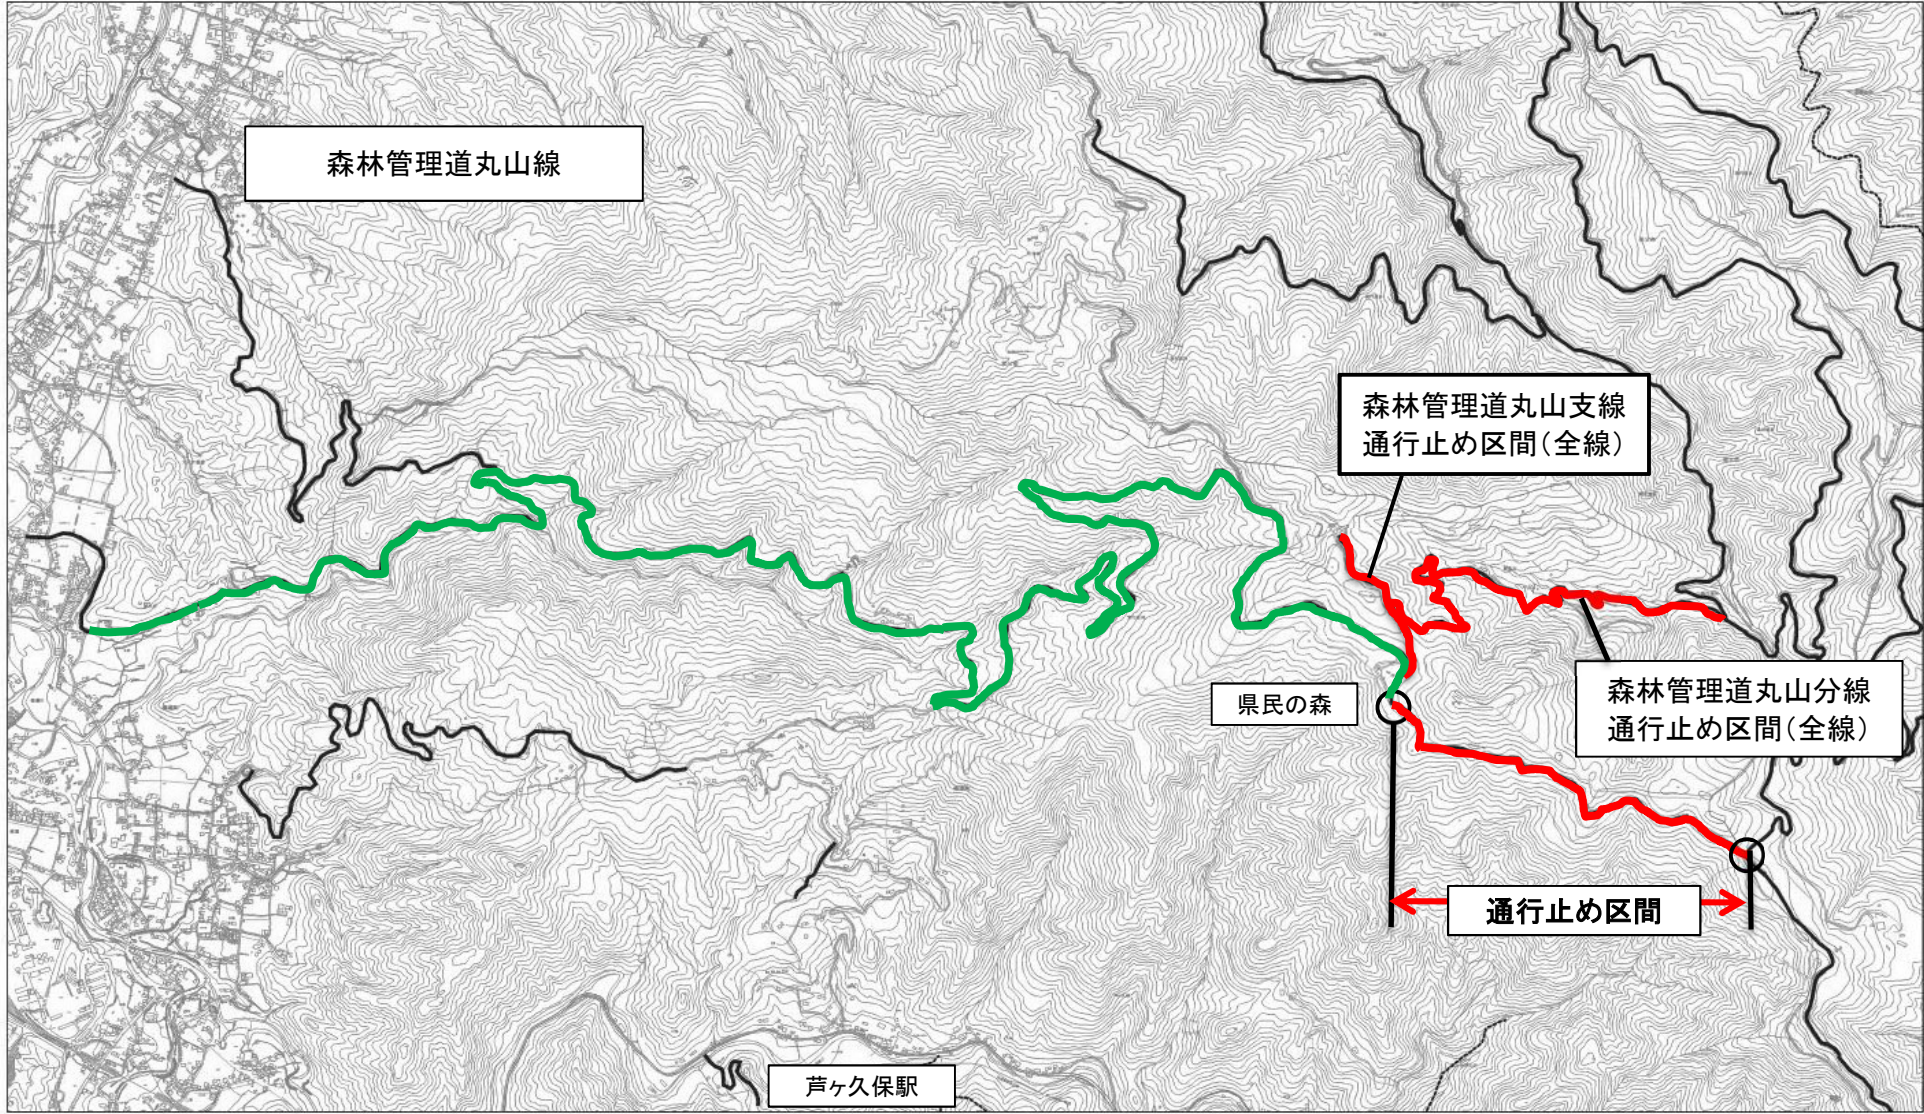 森林管理道丸山線
森林管理道丸山支線
通行止め区間(全線)
森林管理道丸山分線
通行止め区間(全線)
県民の森
通行止め区間
芦ヶ久保駅